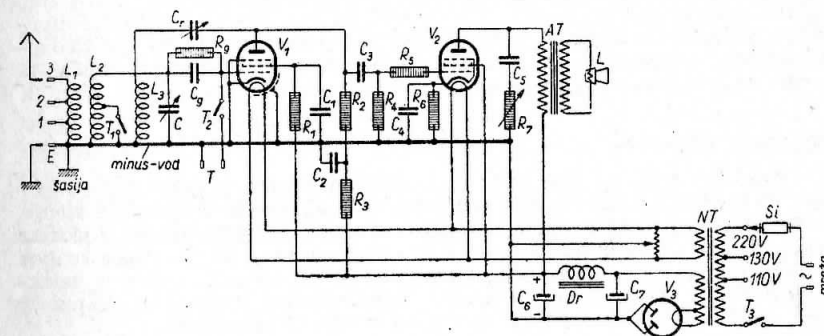 Cr
AT
L1
L2
Rg
V1
V2
3
C3
R5
C5
L
L3
Cg
2
C
T2
C1
R2
R4
R6
T1
R1
C4
R7
1
E
C2
šasija
minus-vod
T
R3
NT
Si
220V
130V
110V
~
mreža
+
C6
Dr
C7
V3
T3
-